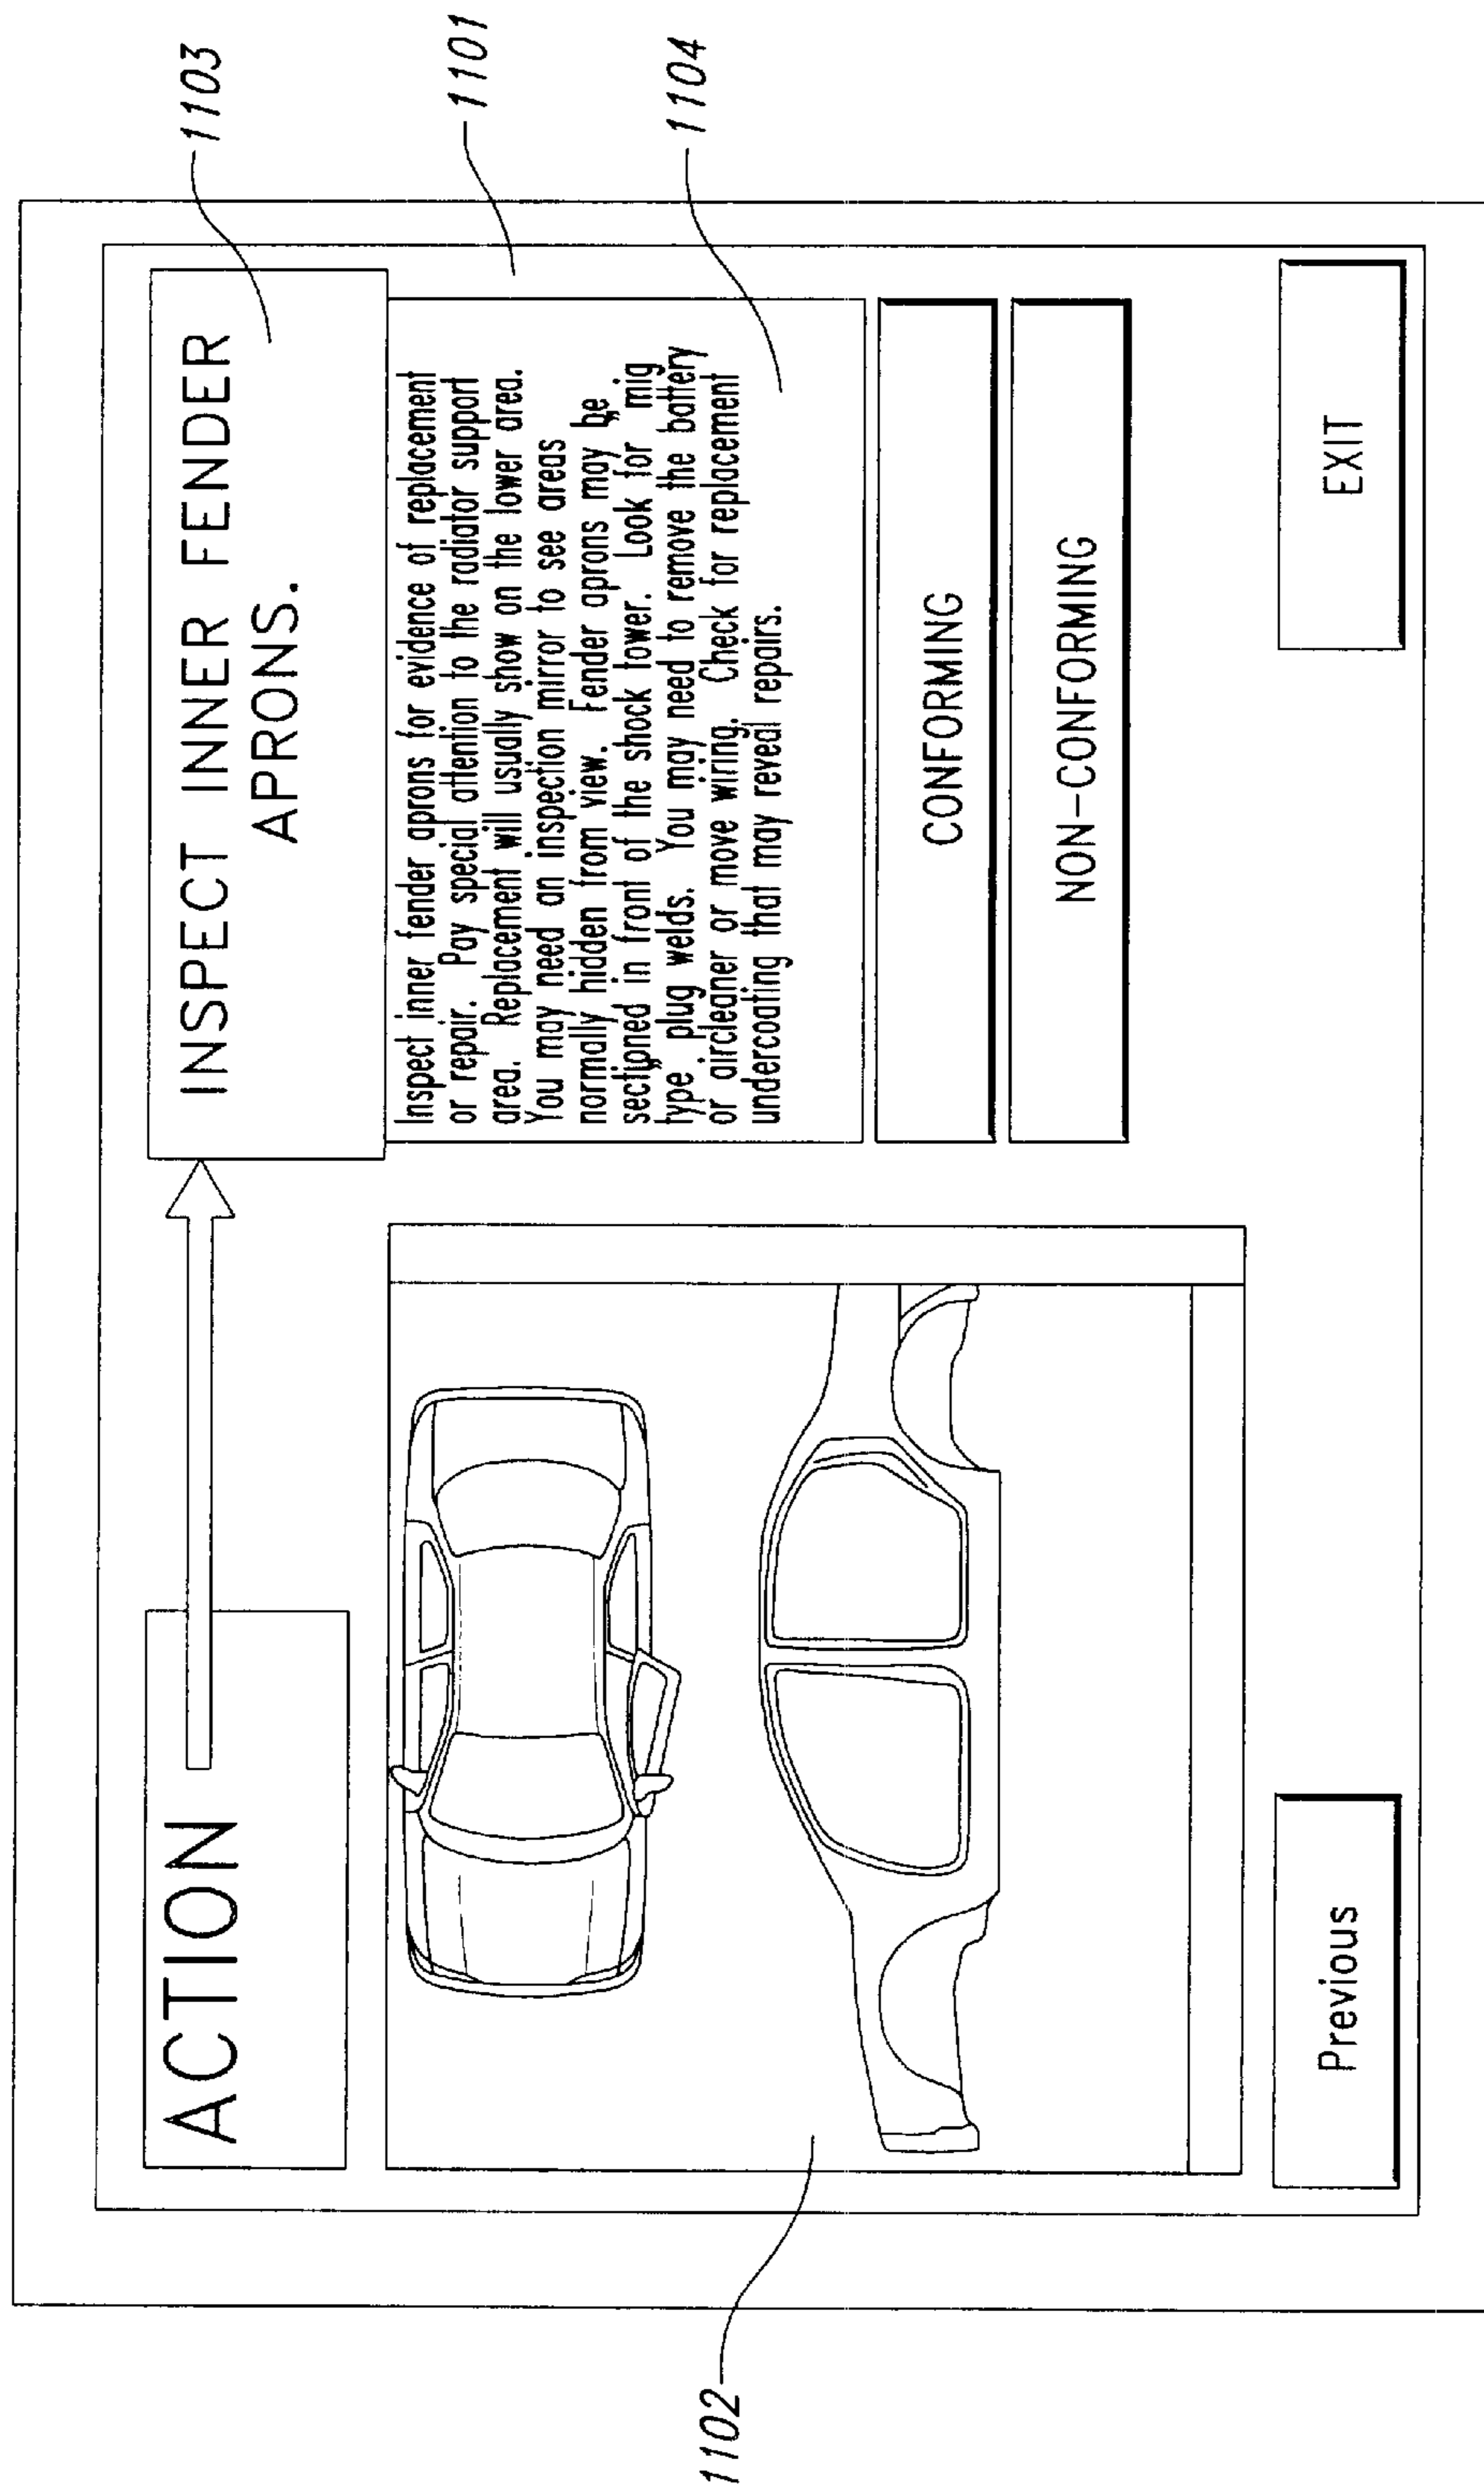 1103
1101
1104
1102
ACTION
INSPECT INNER FENDER
APRONS.
Inspect inner fender aprons for evidence of replacement
or repair. Pay special attention to the radiator support
area. Replacement will usually show on the lower area.
You may need an inspection mirror to see areas
normally hidden from view. Fender aprons may be
sectioned in front of the shock tower. Look for mig
type plug welds. You may need to remove the battery
or aircleaner or move wiring. Check for replacement
undercoating that may reveal repairs.
CONFORMING
NON-CONFORMING
Previous
EXIT